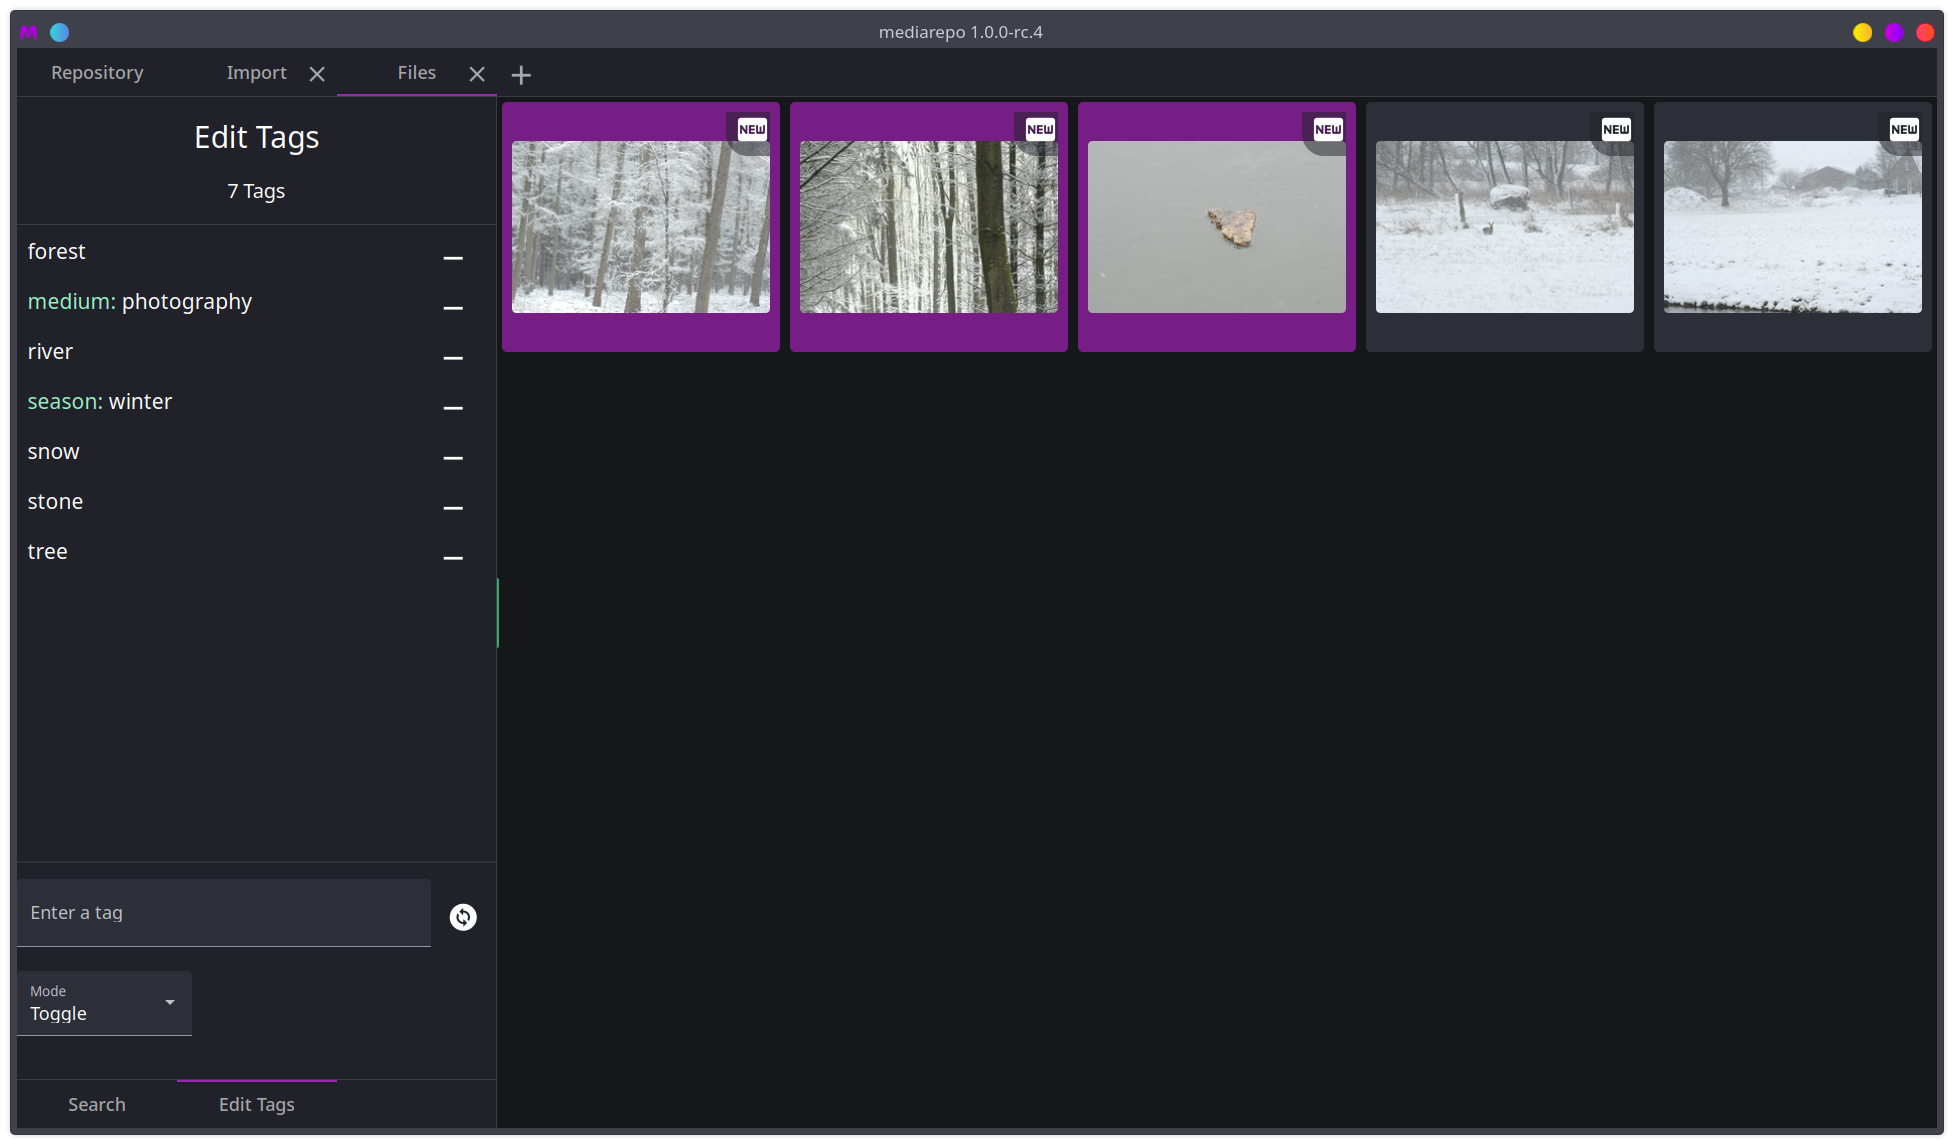 mediarepo 1.0.0-rc.4
Repository Import Files
Edit Tags
7 Tags
forest
medium: photography
river
season: winter
snow
stone
tree
Enter a tag
Mode
Toggle
Search Edit Tags
NEW NEW NEW NEW NEW